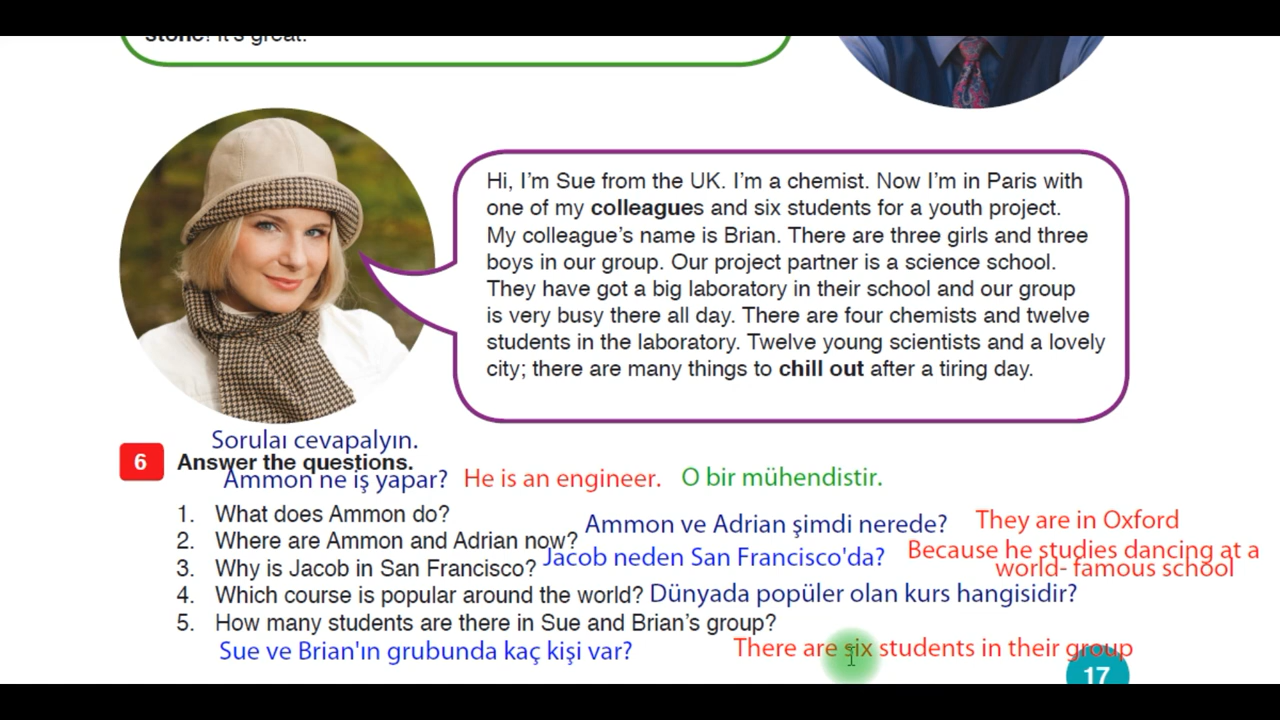 stone! It's great.
Hi, I'm Sue from the UK. I'm a chemist. Now I'm in Paris with
one of my colleagues and six students for a youth project.
My colleague's name is Brian. There are three girls and three
boys in our group. Our project partner is a science school.
They have got a big laboratory in their school and our group
is very busy there all day. There are four chemists and twelve
students in the laboratory. Twelve young scientists and a lovely
city; there are many things to chill out after a tiring day.
Soruları cevapalyın.
6 Answer the questions.
Ammon ne iş yapar? He is an engineer. O bir mühendistir.
1. What does Ammon do?
2. Where are Ammon and Adrian now? Ammon ve Adrian şimdi nerede? They are in Oxford
3. Why is Jacob in San Francisco? Jacob neden San Francisco'da? Because he studies dancing at a
world- famous school
4. Which course is popular around the world? Dünyada popüler olan kurs hangisidir?
5. How many students are there in Sue and Brian's group?
Sue ve Brian'ın grubunda kaç kişi var? There are six students in their group
17